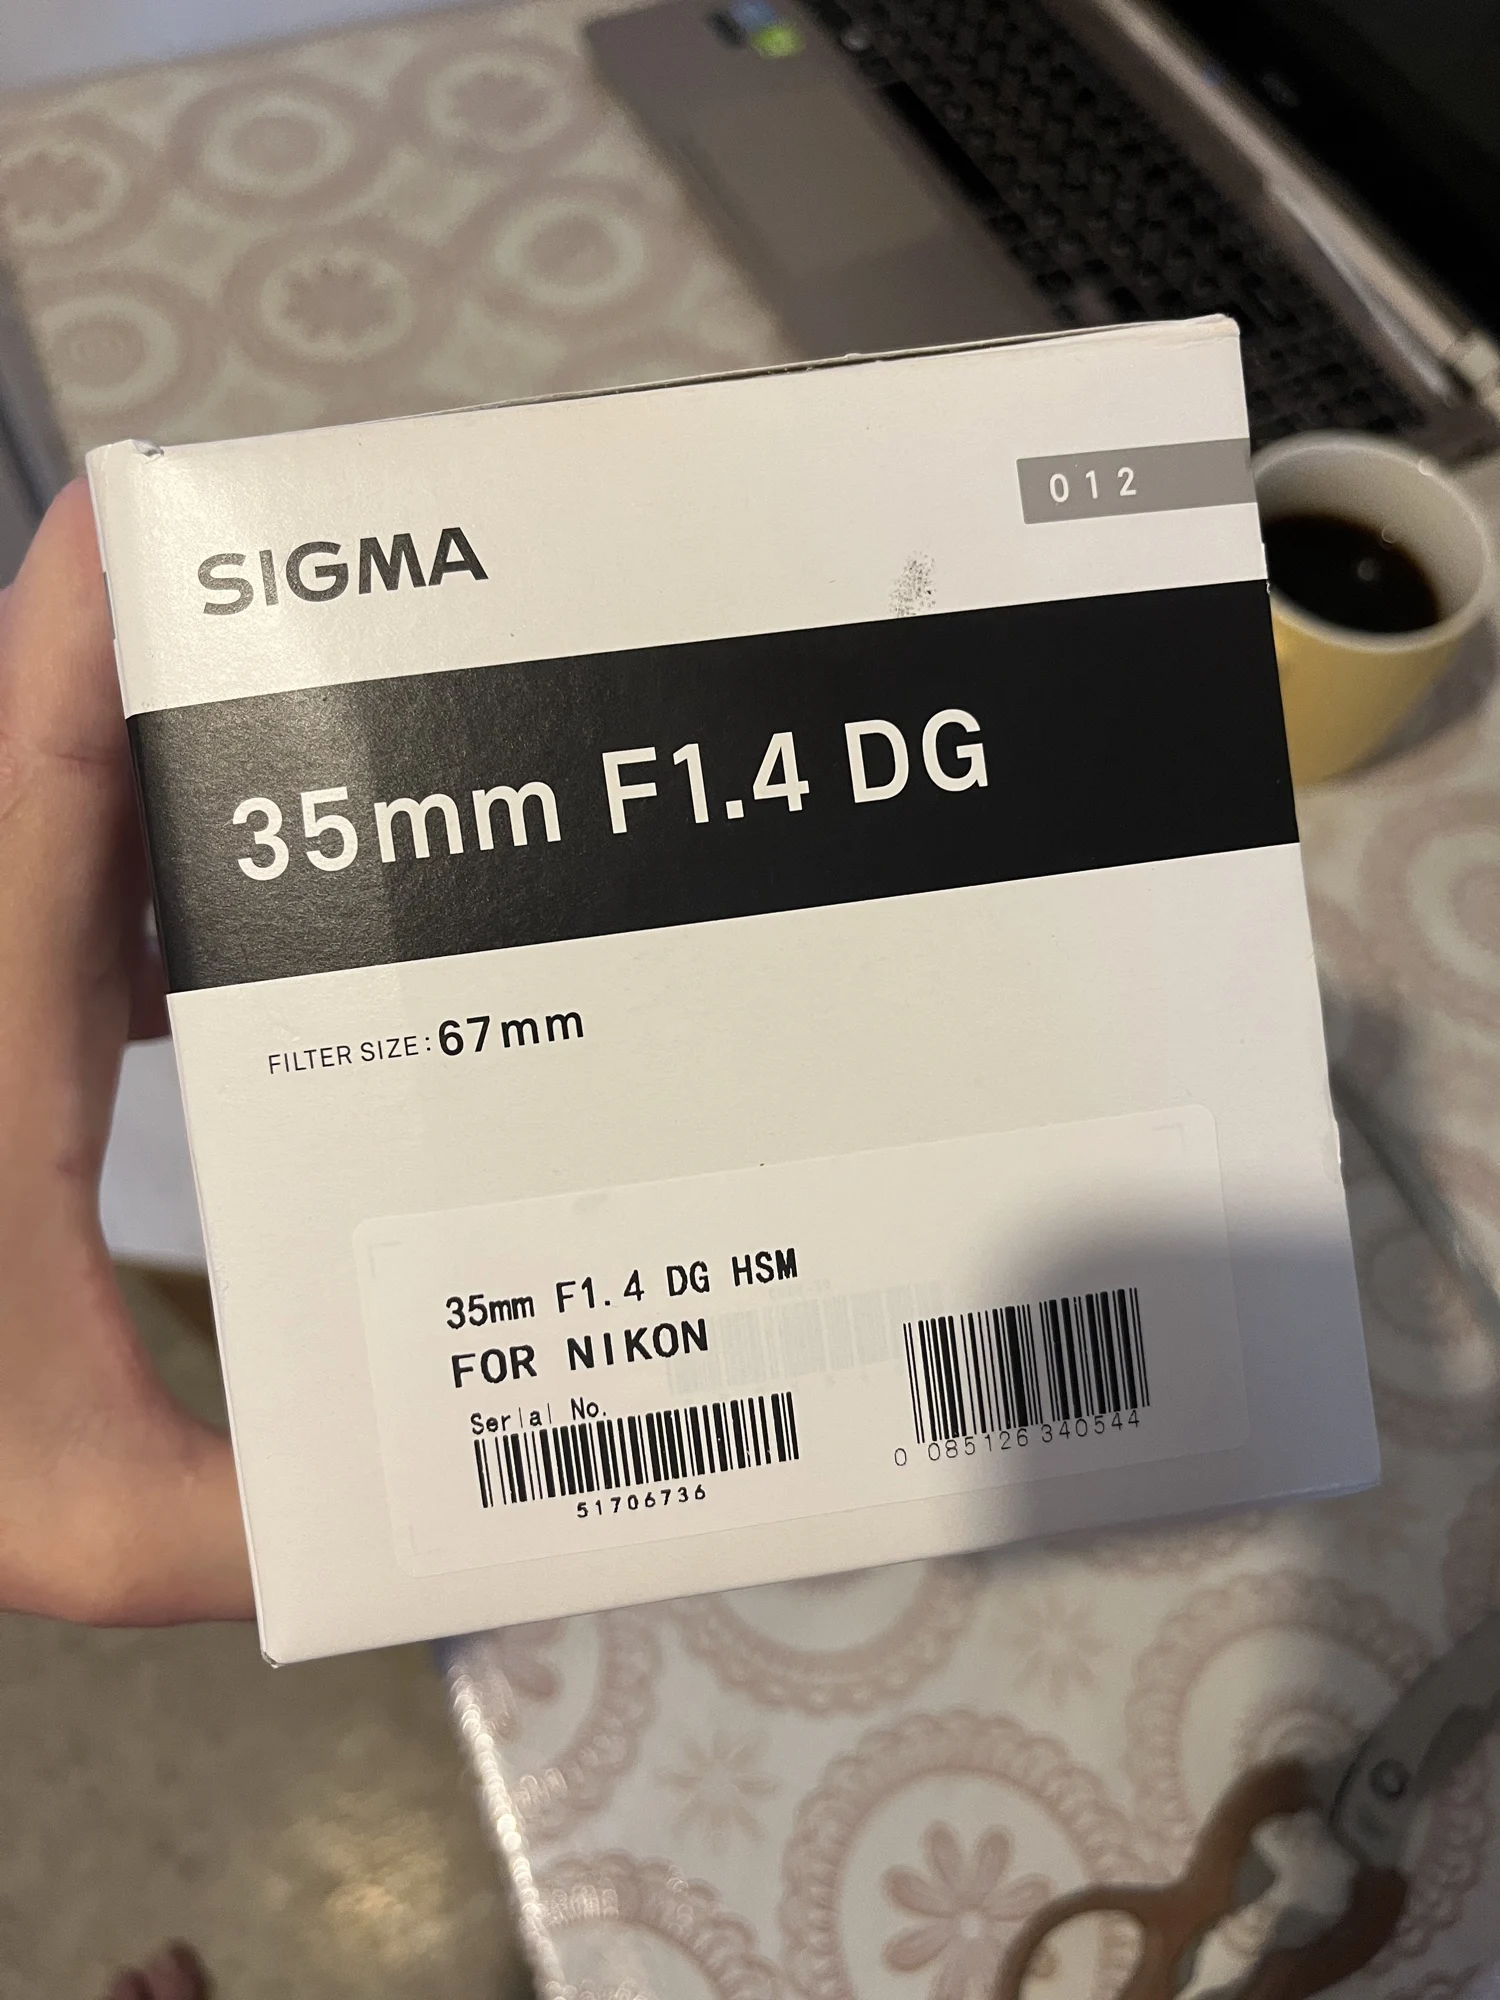 012
SIGMA
35mm F1.4 DG
FILTER SIZE: 67mm
35mm F1.4 DG HSM
FOR NIKON
Serial No.
51706736
0 085126 340544